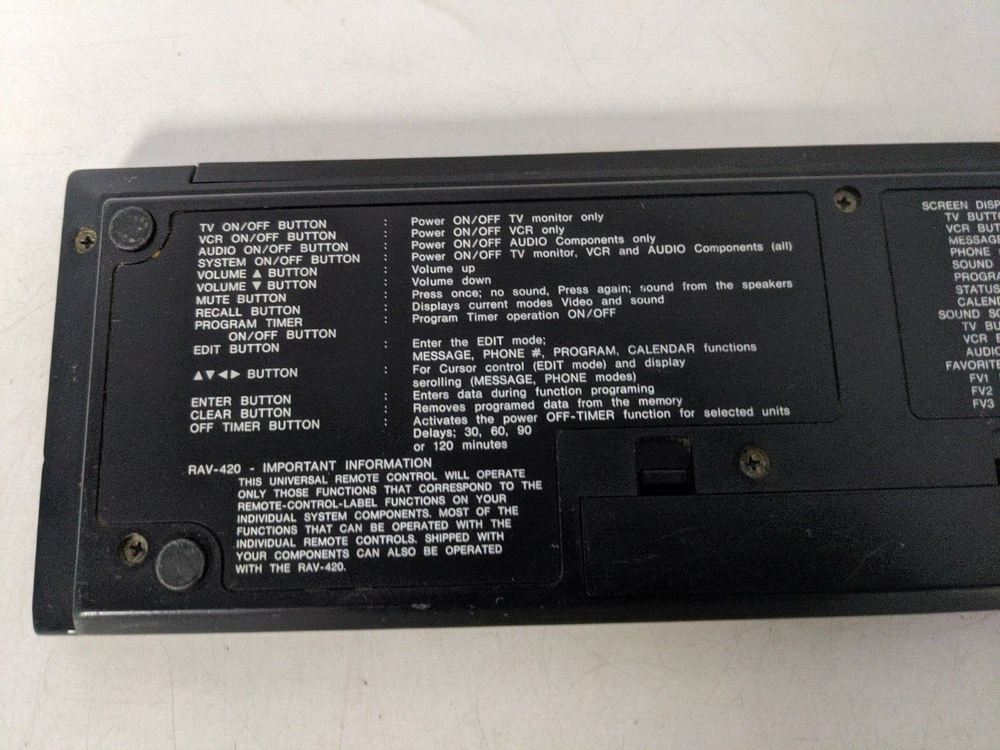 TV ON/OFF BUTTON : Power ON/OFF TV monitor only
VCR ON/OFF BUTTON : Power ON/OFF VCR only
AUDIO ON/OFF BUTTON : Power ON/OFF AUDIO Components only
SYSTEM ON/OFF BUTTON : Power ON/OFF TV monitor, VCR and AUDIO Components (all)
VOLUME ▲ BUTTON : Volume up
VOLUME ▼ BUTTON : Volume down
MUTE BUTTON : Press once; no sound, Press again; sound from the speakers
RECALL BUTTON : Displays current modes Video and sound
PROGRAM TIMER : Program Timer operation ON/OFF
ON/OFF BUTTON
EDIT BUTTON : Enter the EDIT mode;
MESSAGE, PHONE #, PROGRAM, CALENDAR functions
▲▼◀▶ BUTTON : For Cursor control (EDIT mode) and display
serolling (MESSAGE, PHONE modes)
ENTER BUTTON : Enters data during function programing
CLEAR BUTTON : Removes programed data from the memory
OFF TIMER BUTTON : Activates the power OFF-TIMER function for selected units
Delays; 30, 60, 90
or 120 minutes
RAV-420 - IMPORTANT INFORMATION
THIS UNIVERSAL REMOTE CONTROL WILL OPERATE
ONLY THOSE FUNCTIONS THAT CORRESPOND TO THE
REMOTE-CONTROL-LABEL FUNCTIONS ON YOUR
INDIVIDUAL SYSTEM COMPONENTS. MOST OF THE
FUNCTIONS THAT CAN BE OPERATED WITH THE
INDIVIDUAL REMOTE CONTROLS. SHIPPED WITH
YOUR COMPONENTS CAN ALSO BE OPERATED
WITH THE RAV-420.
SCREEN DISP
TV BUTT
VCR BUT
MESSAG
PHONE
SOUND
PROGRA
STATUS
CALEND
SOUND SO
TV BU
VCR B
AUDIO
FAVORITE
FV1
FV2
FV3